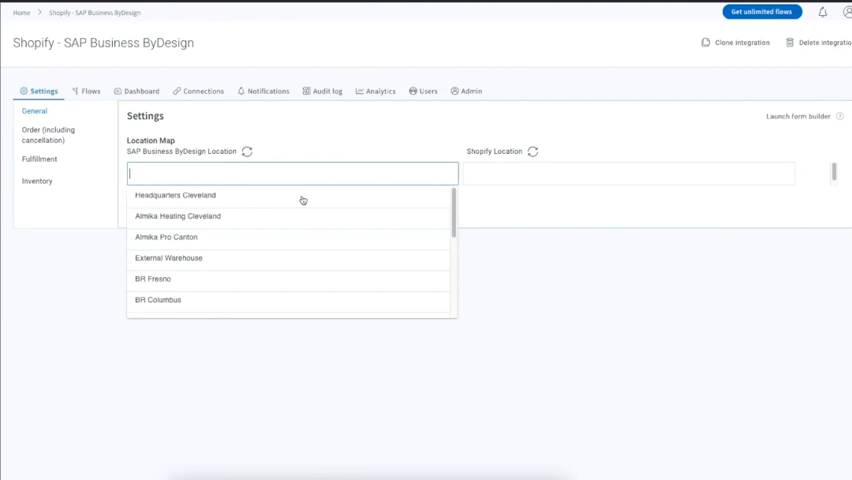 Home > Shopify - SAP Business ByDesign
Get unlimited flows
Shopify - SAP Business ByDesign
Clone integration
Delete integratio
Settings Flows Dashboard Connections Notifications Audit log Analytics Users Admin
General
Order (including
cancellation)
Fulfillment
Inventory
Settings
Launch form builder ?
Location Map
SAP Business ByDesign Location
Shopify Location
Headquarters Cleveland
Almika Heating Cleveland
Almika Pro Canton
External Warehouse
BR Fresno
BR Columbus